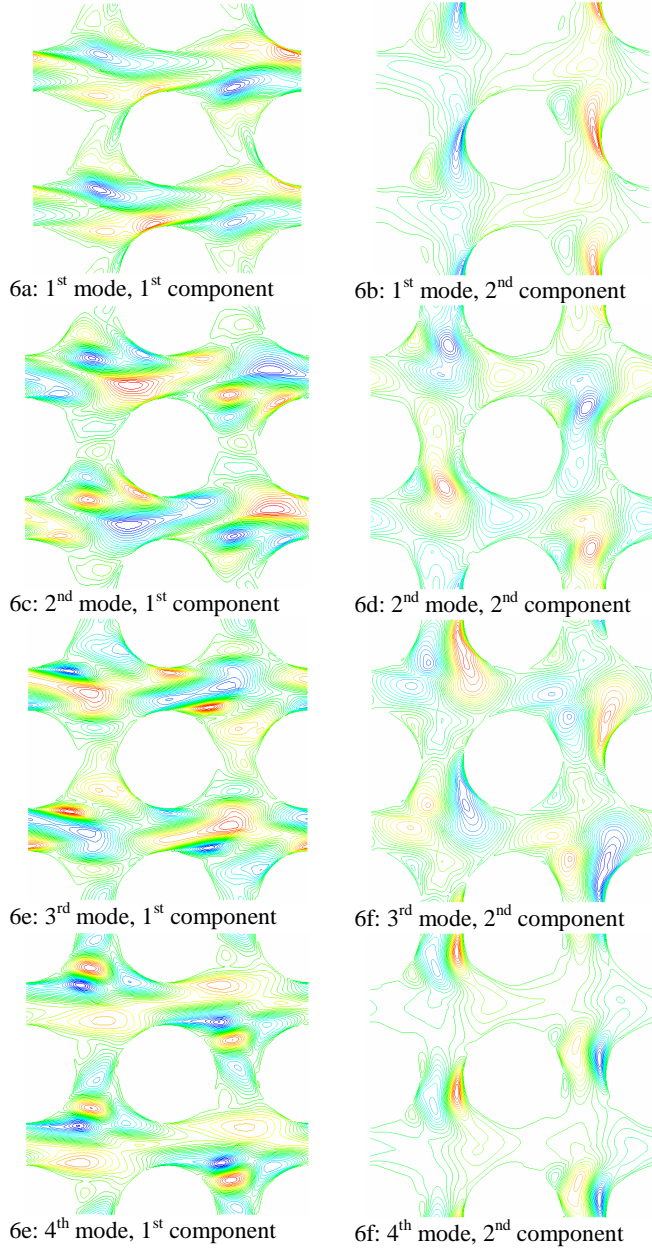 6a: 1st mode, 1st component
6b: 1st mode, 2nd component
6c: 2nd mode, 1st component
6d: 2nd mode, 2nd component
6e: 3rd mode, 1st component
6f: 3rd mode, 2nd component
6e: 4th mode, 1st component
6f: 4th mode, 2nd component